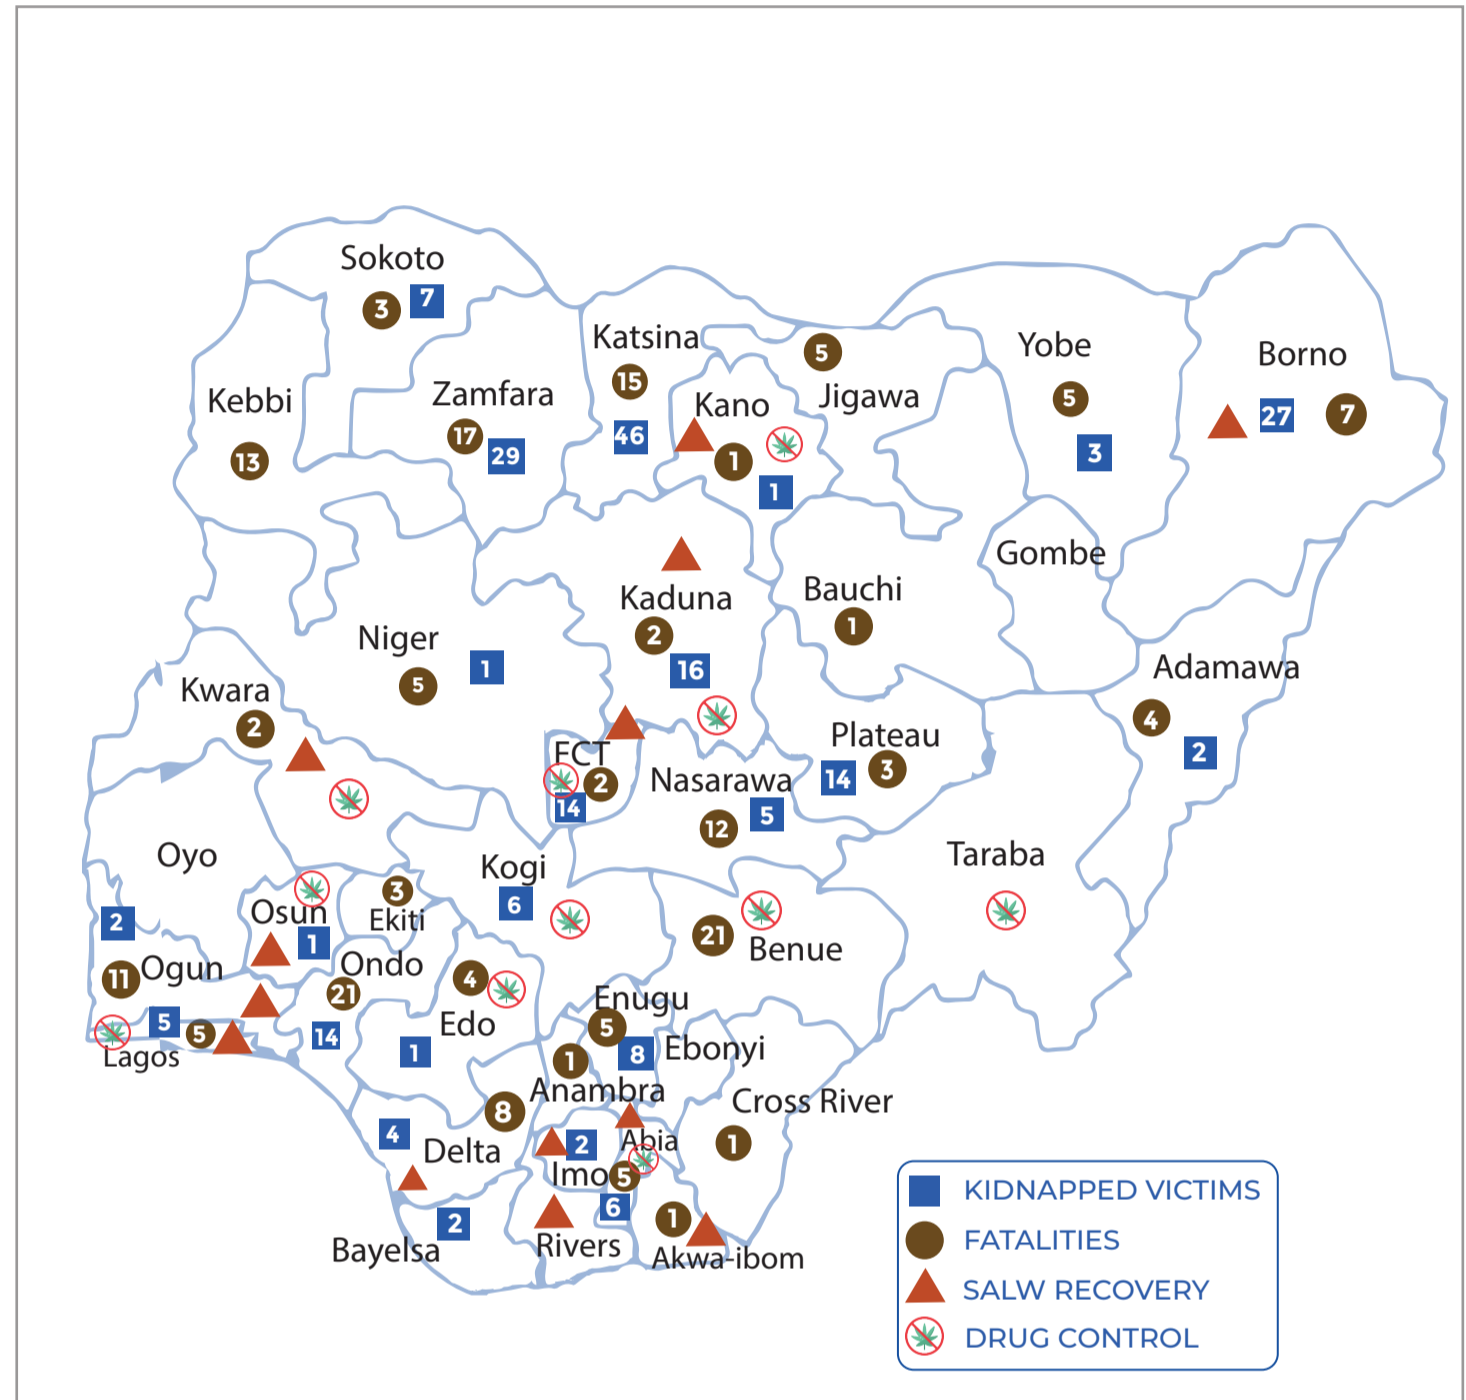 Sokoto
3
7
Katsina
15
46
5
Jigawa
Yobe
5
3
Borno
27
7
Kebbi
13
Zamfara
17
29
Kano
1
1
Gombe
Kaduna
2
16
Bauchi
1
Niger
5
1
Kwara
2
Adamawa
4
2
FCT
2
14
Nasarawa
12
5
Plateau
14
3
Oyo
2
Kogi
6
Taraba
Osun
1
3
Ekiti
21
Benue
Ogun
11
Ondo
21
14
4
Edo
1
Lagos
5
5
Enugu
5
8
Ebonyi
1
Anambra
Cross River
1
8
4
Delta
2
Imo
Abia
5
6
2
Bayelsa
Rivers
1
Akwa-ibom
KIDNAPPED VICTIMS
FATALITIES
SALW RECOVERY
DRUG CONTROL